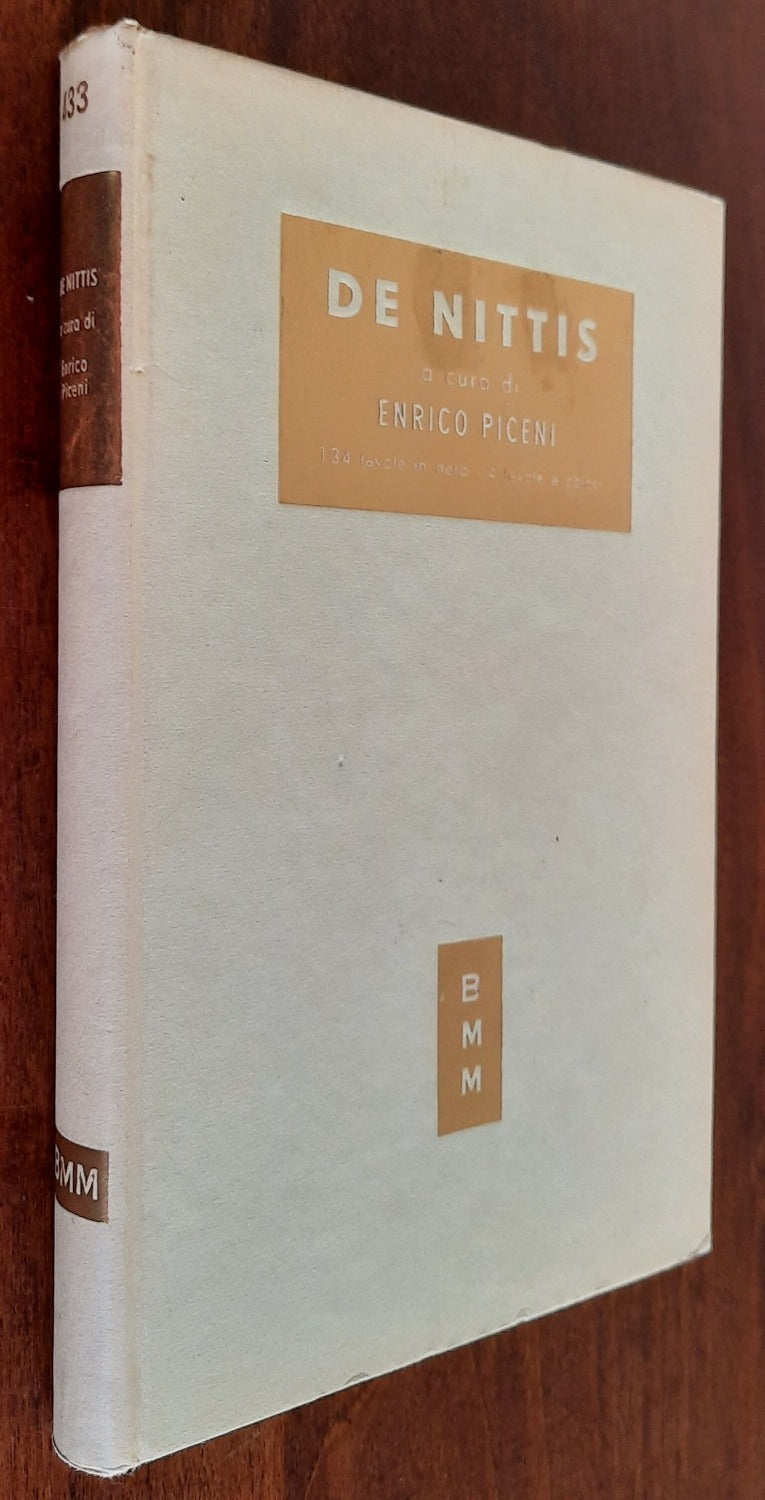 433
DE NITTIS
a cura di
Enrico
Piceni
BMM
DE NITTIS
a cura di
ENRICO PICENI
134 tavole in nero - 4 tavole a colori
B
M
M